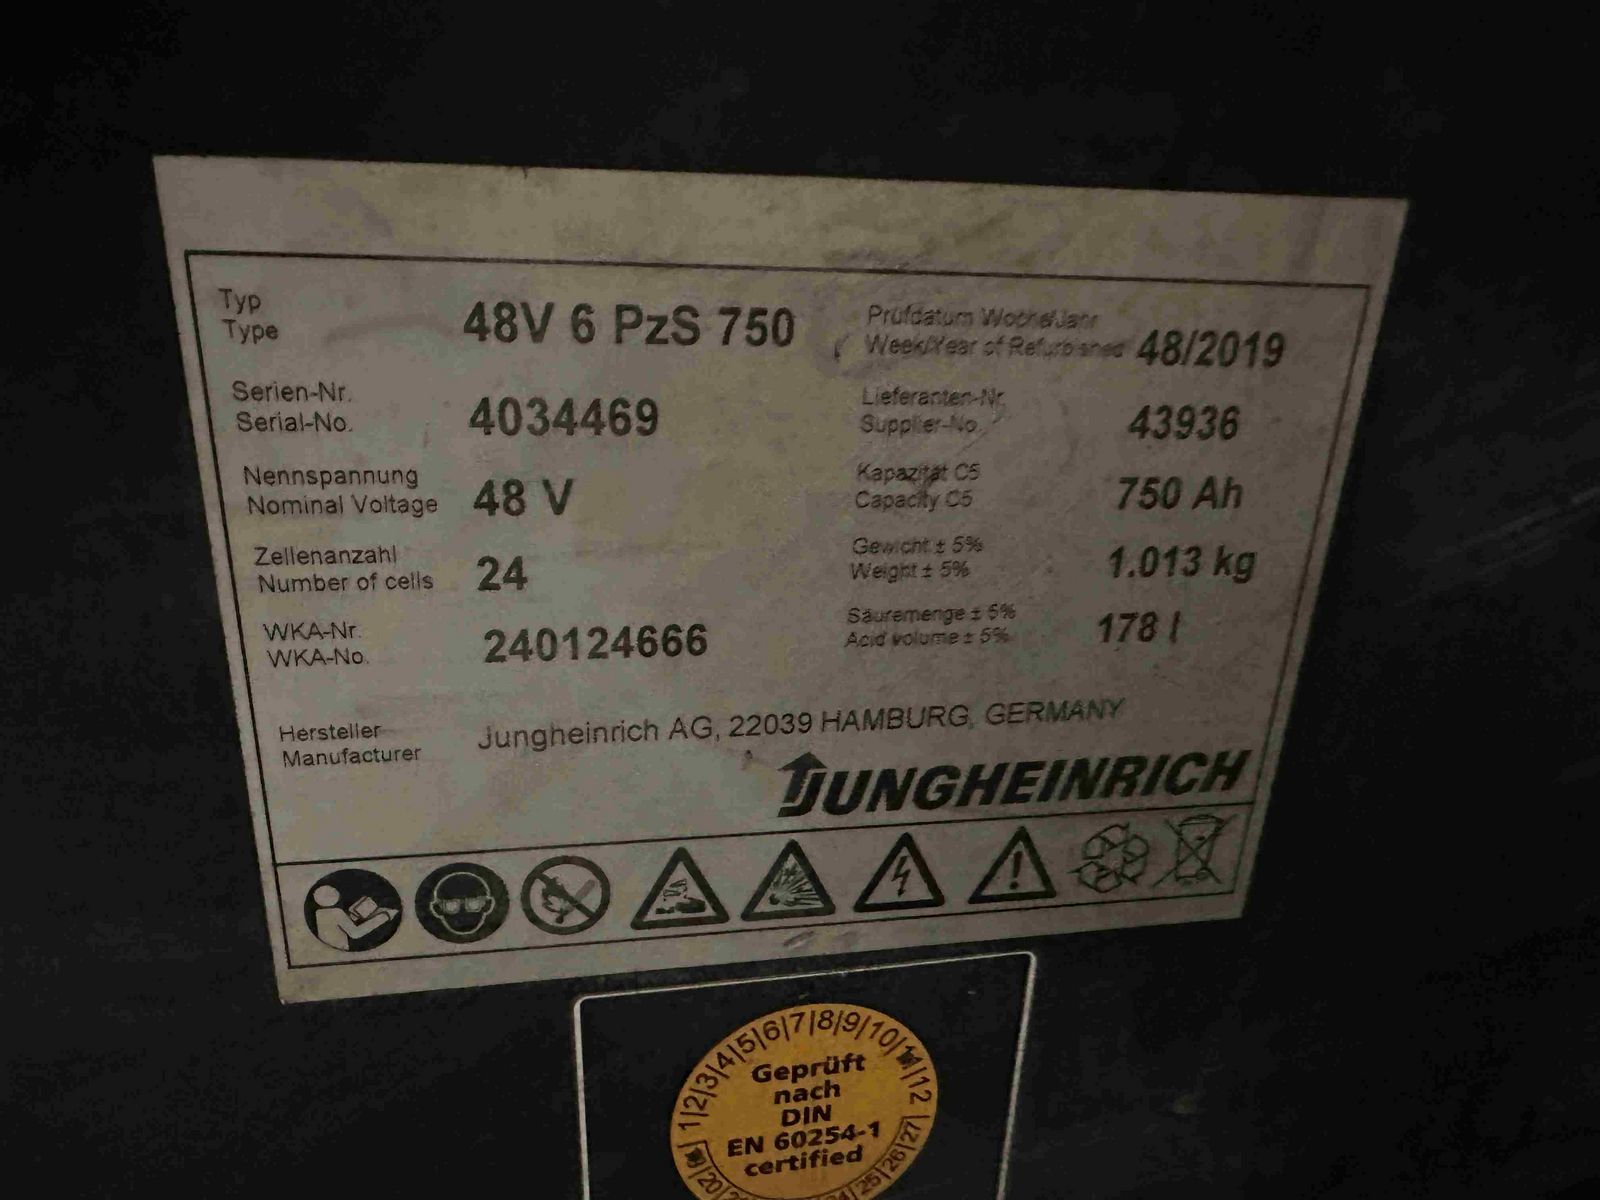 Typ
Type
48V 6 PzS 750
Prüfdatum Woche/Jahr
Week/Year of Refurbished
48/2019
Serien-Nr.
Serial-No.
4034469
Lieferanten-Nr.
Supplier-No.
43936
Nennspannung
Nominal Voltage
48 V
Kapazität C5
Capacity C5
750 Ah
Zellenanzahl
Number of cells
24
Gewicht ± 5%
Weight ± 5%
1.013 kg
WKA-Nr.
WKA-No.
240124666
Säuremenge ± 5%
Acid volume ± 5%
178 l
Hersteller
Manufacturer
Jungheinrich AG, 22039 HAMBURG, GERMANY
JUNGHEINRICH
1|2|3|4|5|6|7|8|9|10| |12
Geprüft
nach
DIN
EN 60254-1
certified
20
25|26|27